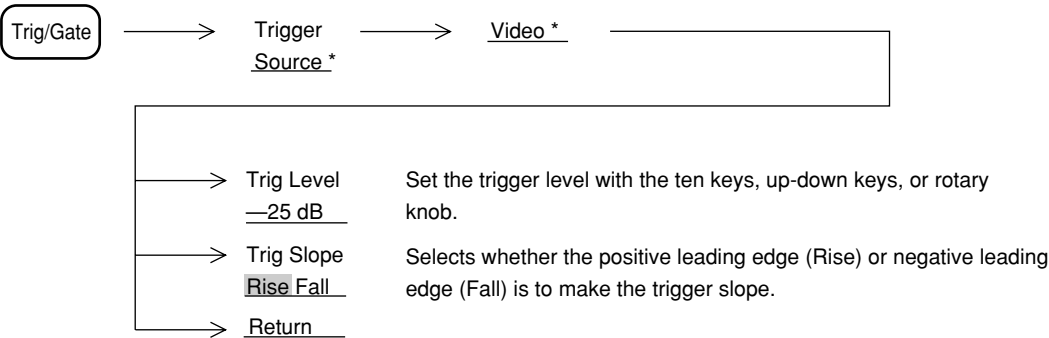 Trig/Gate
Trigger
Source *
Video *
Trig Level
—25 dB
Set the trigger level with the ten keys, up-down keys, or rotary
knob.
Trig Slope
Rise Fall
Selects whether the positive leading edge (Rise) or negative leading
edge (Fall) is to make the trigger slope.
Return